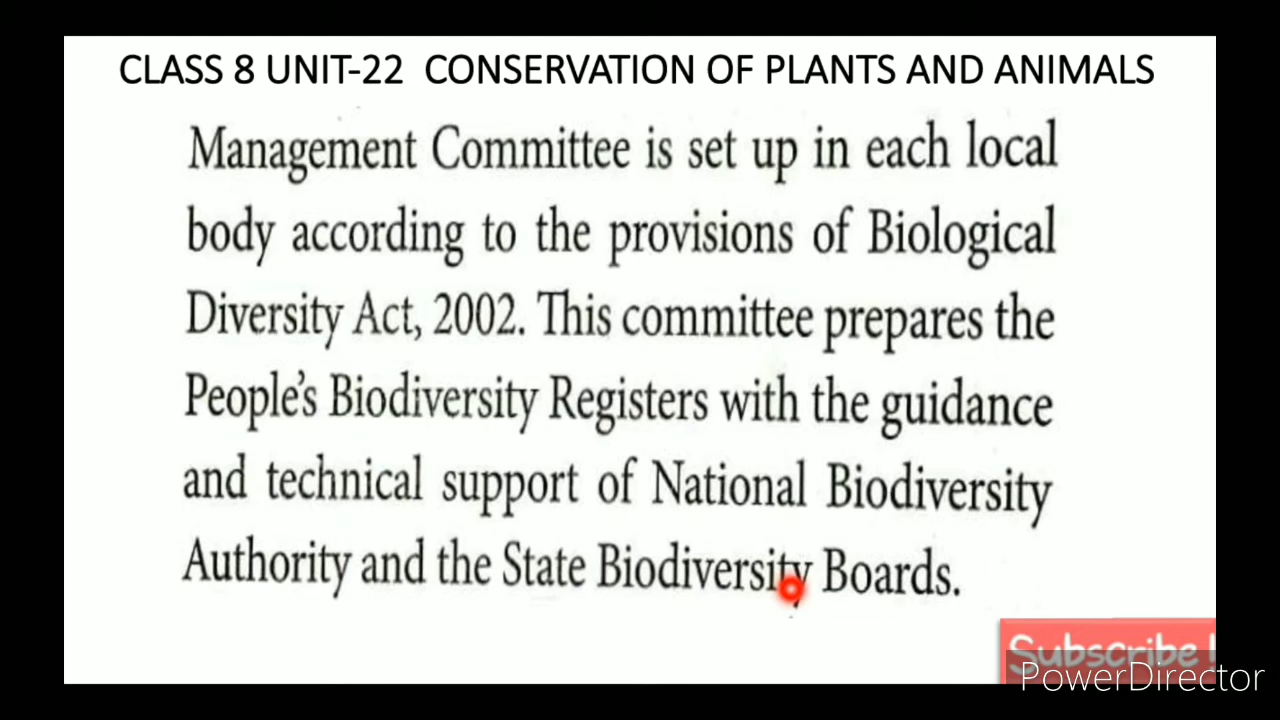 CLASS 8 UNIT-22 CONSERVATION OF PLANTS AND ANIMALS
Management Committee is set up in each local
body according to the provisions of Biological
Diversity Act, 2002. This committee prepares the
People's Biodiversity Registers with the guidance
and technical support of National Biodiversity
Authority and the State Biodiversity Boards.
Subscribe !
PowerDirector